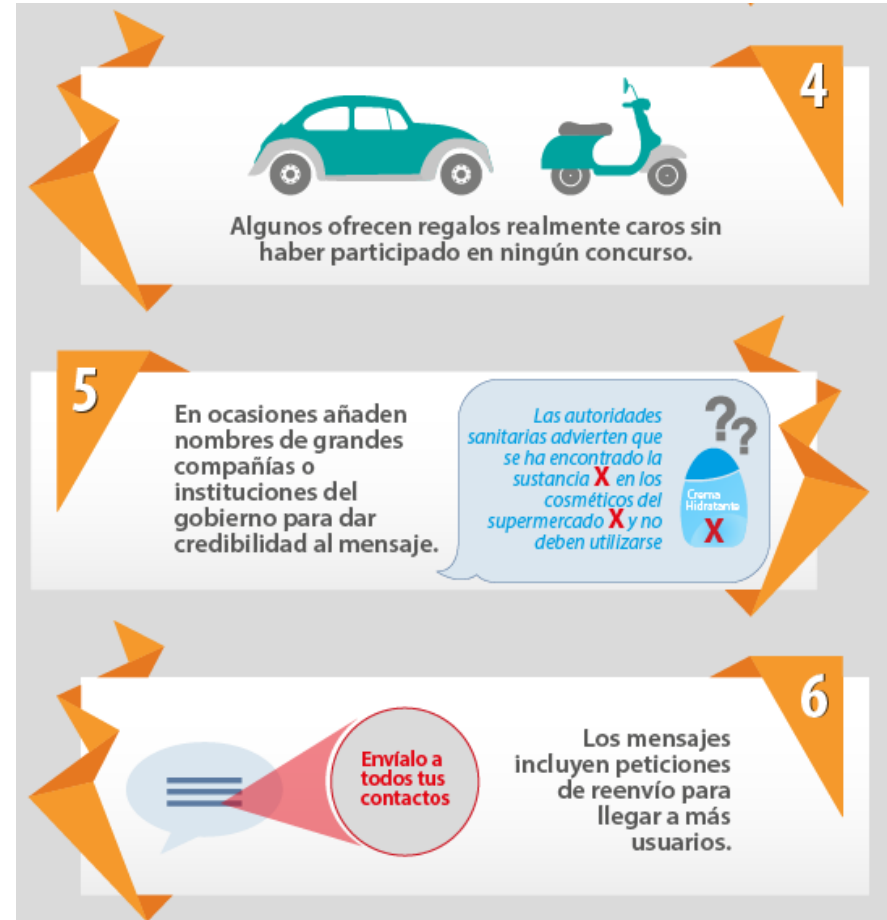 4
Algunos ofrecen regalos realmente caros sin
haber participado en ningún concurso.
5
En ocasiones añaden
nombres de grandes
compañías o
instituciones del
gobierno para dar
credibilidad al mensaje.
Las autoridades
sanitarias advierten que
se ha encontrado la
sustancia X en los
cosméticos del
supermercado X y no
deben utilizarse
??
Crema
Hidratante
X
6
Envíalo a
todos tus
contactos
Los mensajes
incluyen peticiones
de reenvío para
llegar a más
usuarios.